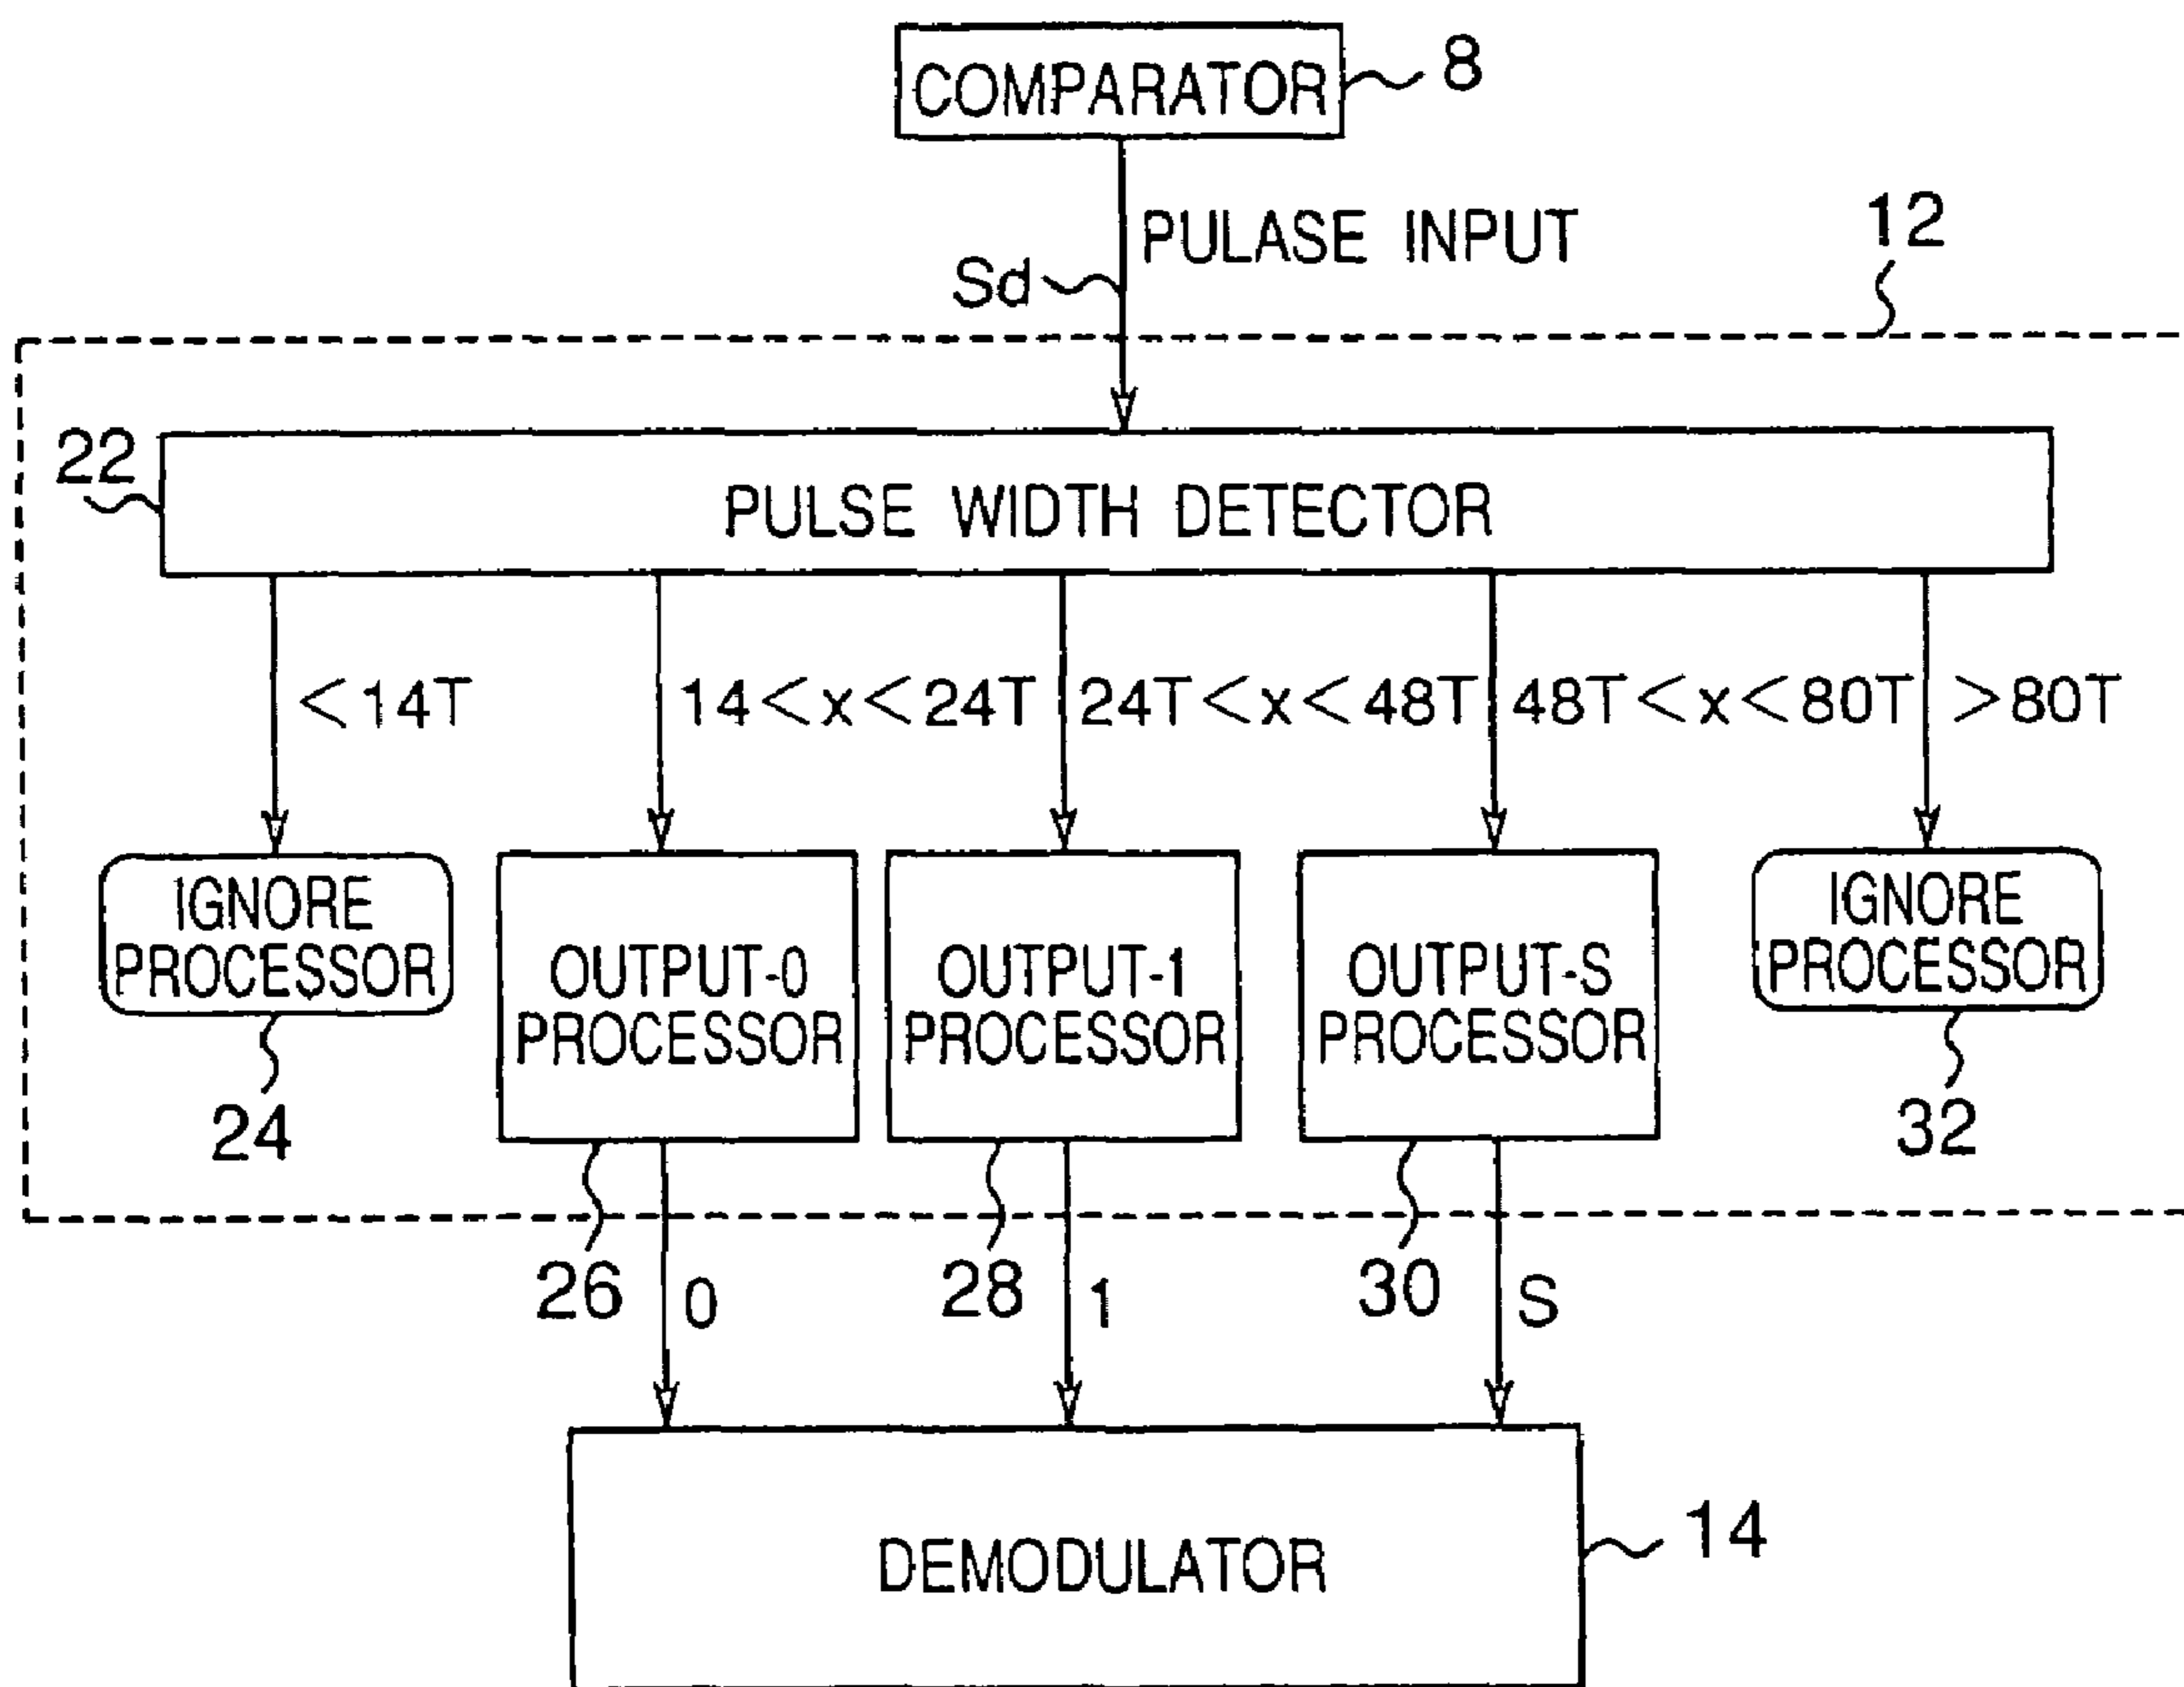 COMPARATOR
8
PULASE INPUT
12
Sd
22
PULSE WIDTH DETECTOR
<14T
14<x<24T
24T<x<48T
48T<x<80T
>80T
IGNORE
PROCESSOR
OUTPUT-0
PROCESSOR
OUTPUT-1
PROCESSOR
OUTPUT-S
PROCESSOR
IGNORE
PROCESSOR
24
32
26
0
28
1
30
S
DEMODULATOR
14